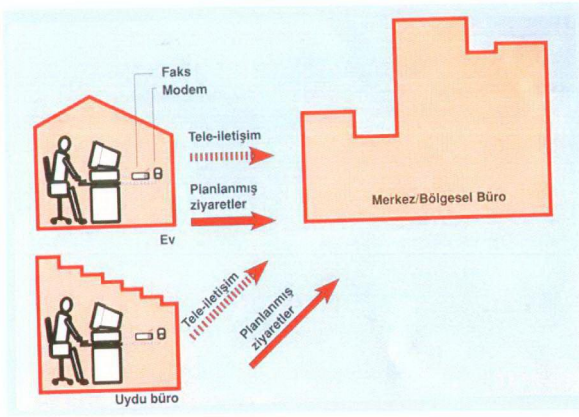 Faks
Modem
Tele-iletişim
Planlanmış
ziyaretler
Merkez/Bölgesel Büro
Ev
Tele-iletişim
Planlanmış
ziyaretler
Uydu büro